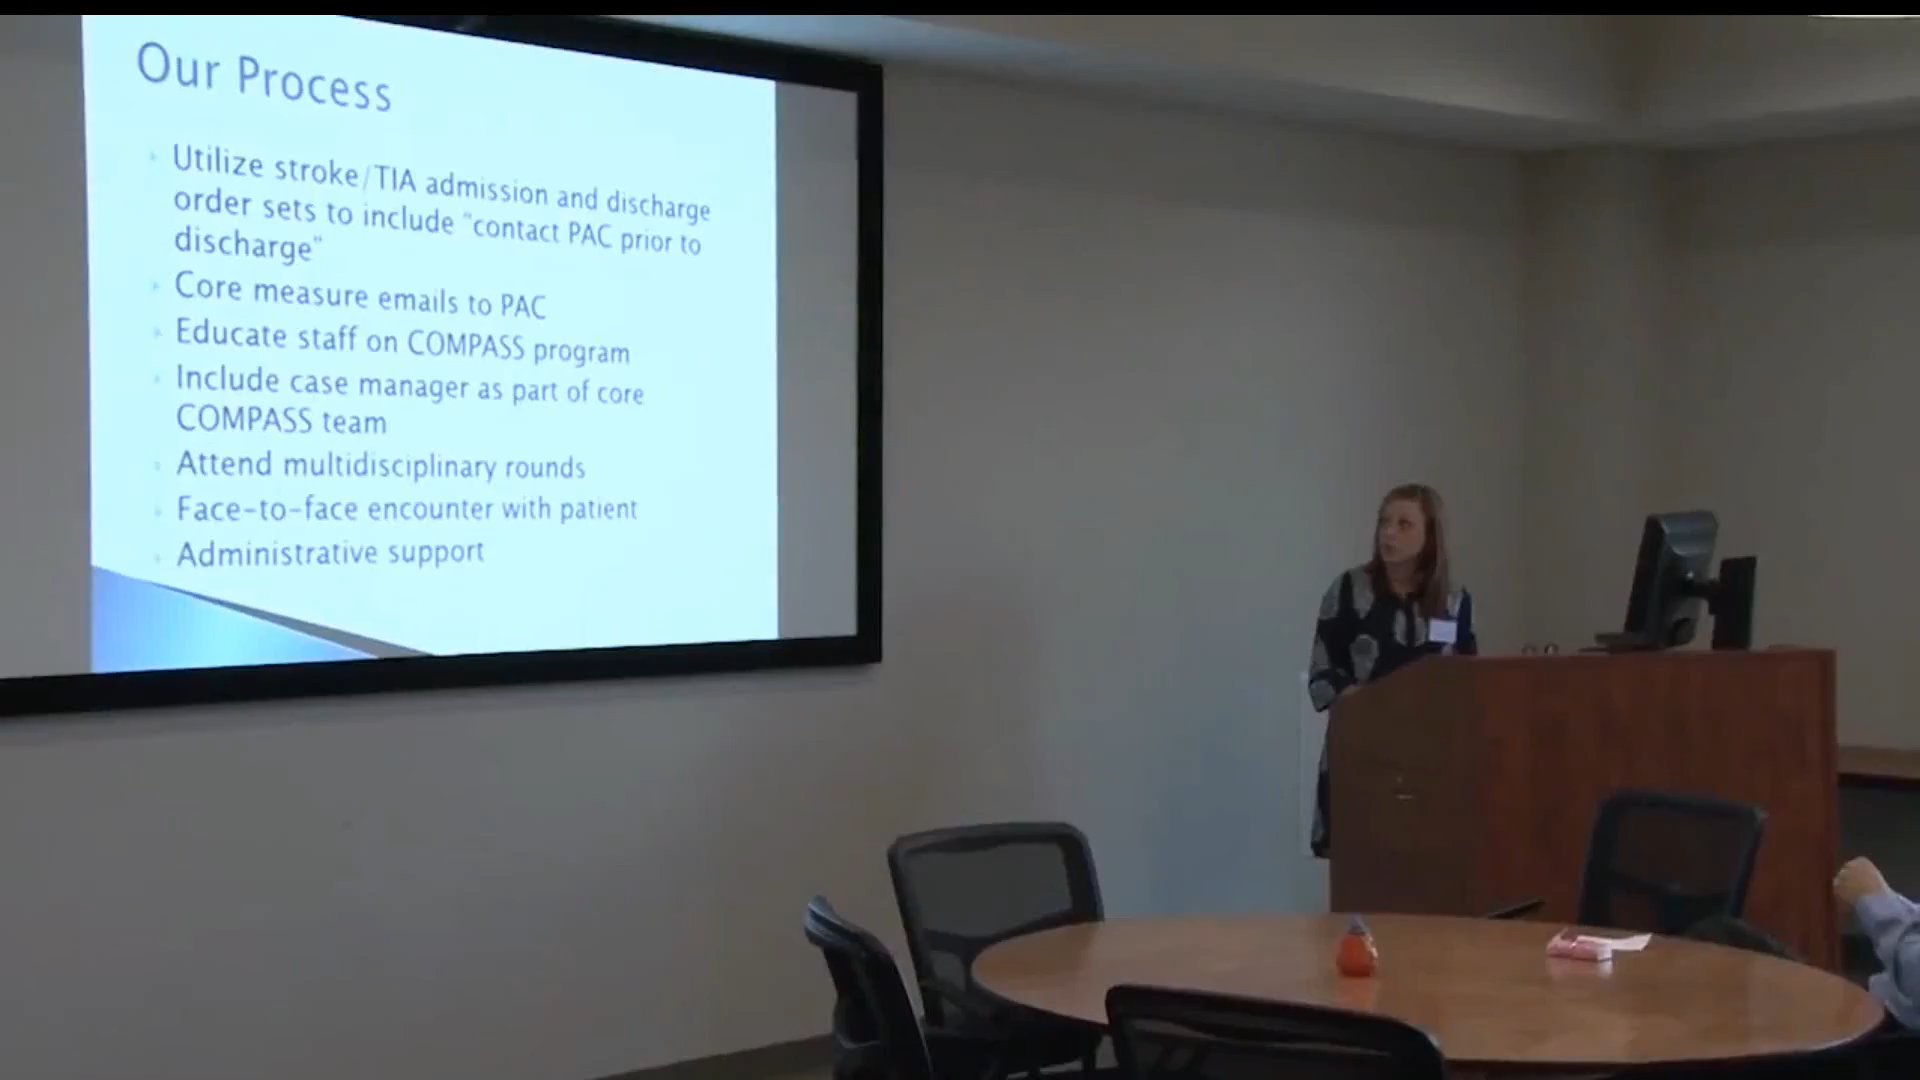 Our Process
Utilize stroke/TIA admission and discharge
order sets to include "contact PAC prior to
discharge"
Core measure emails to PAC
Educate staff on COMPASS program
Include case manager as part of core
COMPASS team
Attend multidisciplinary rounds
Face-to-face encounter with patient
Administrative support